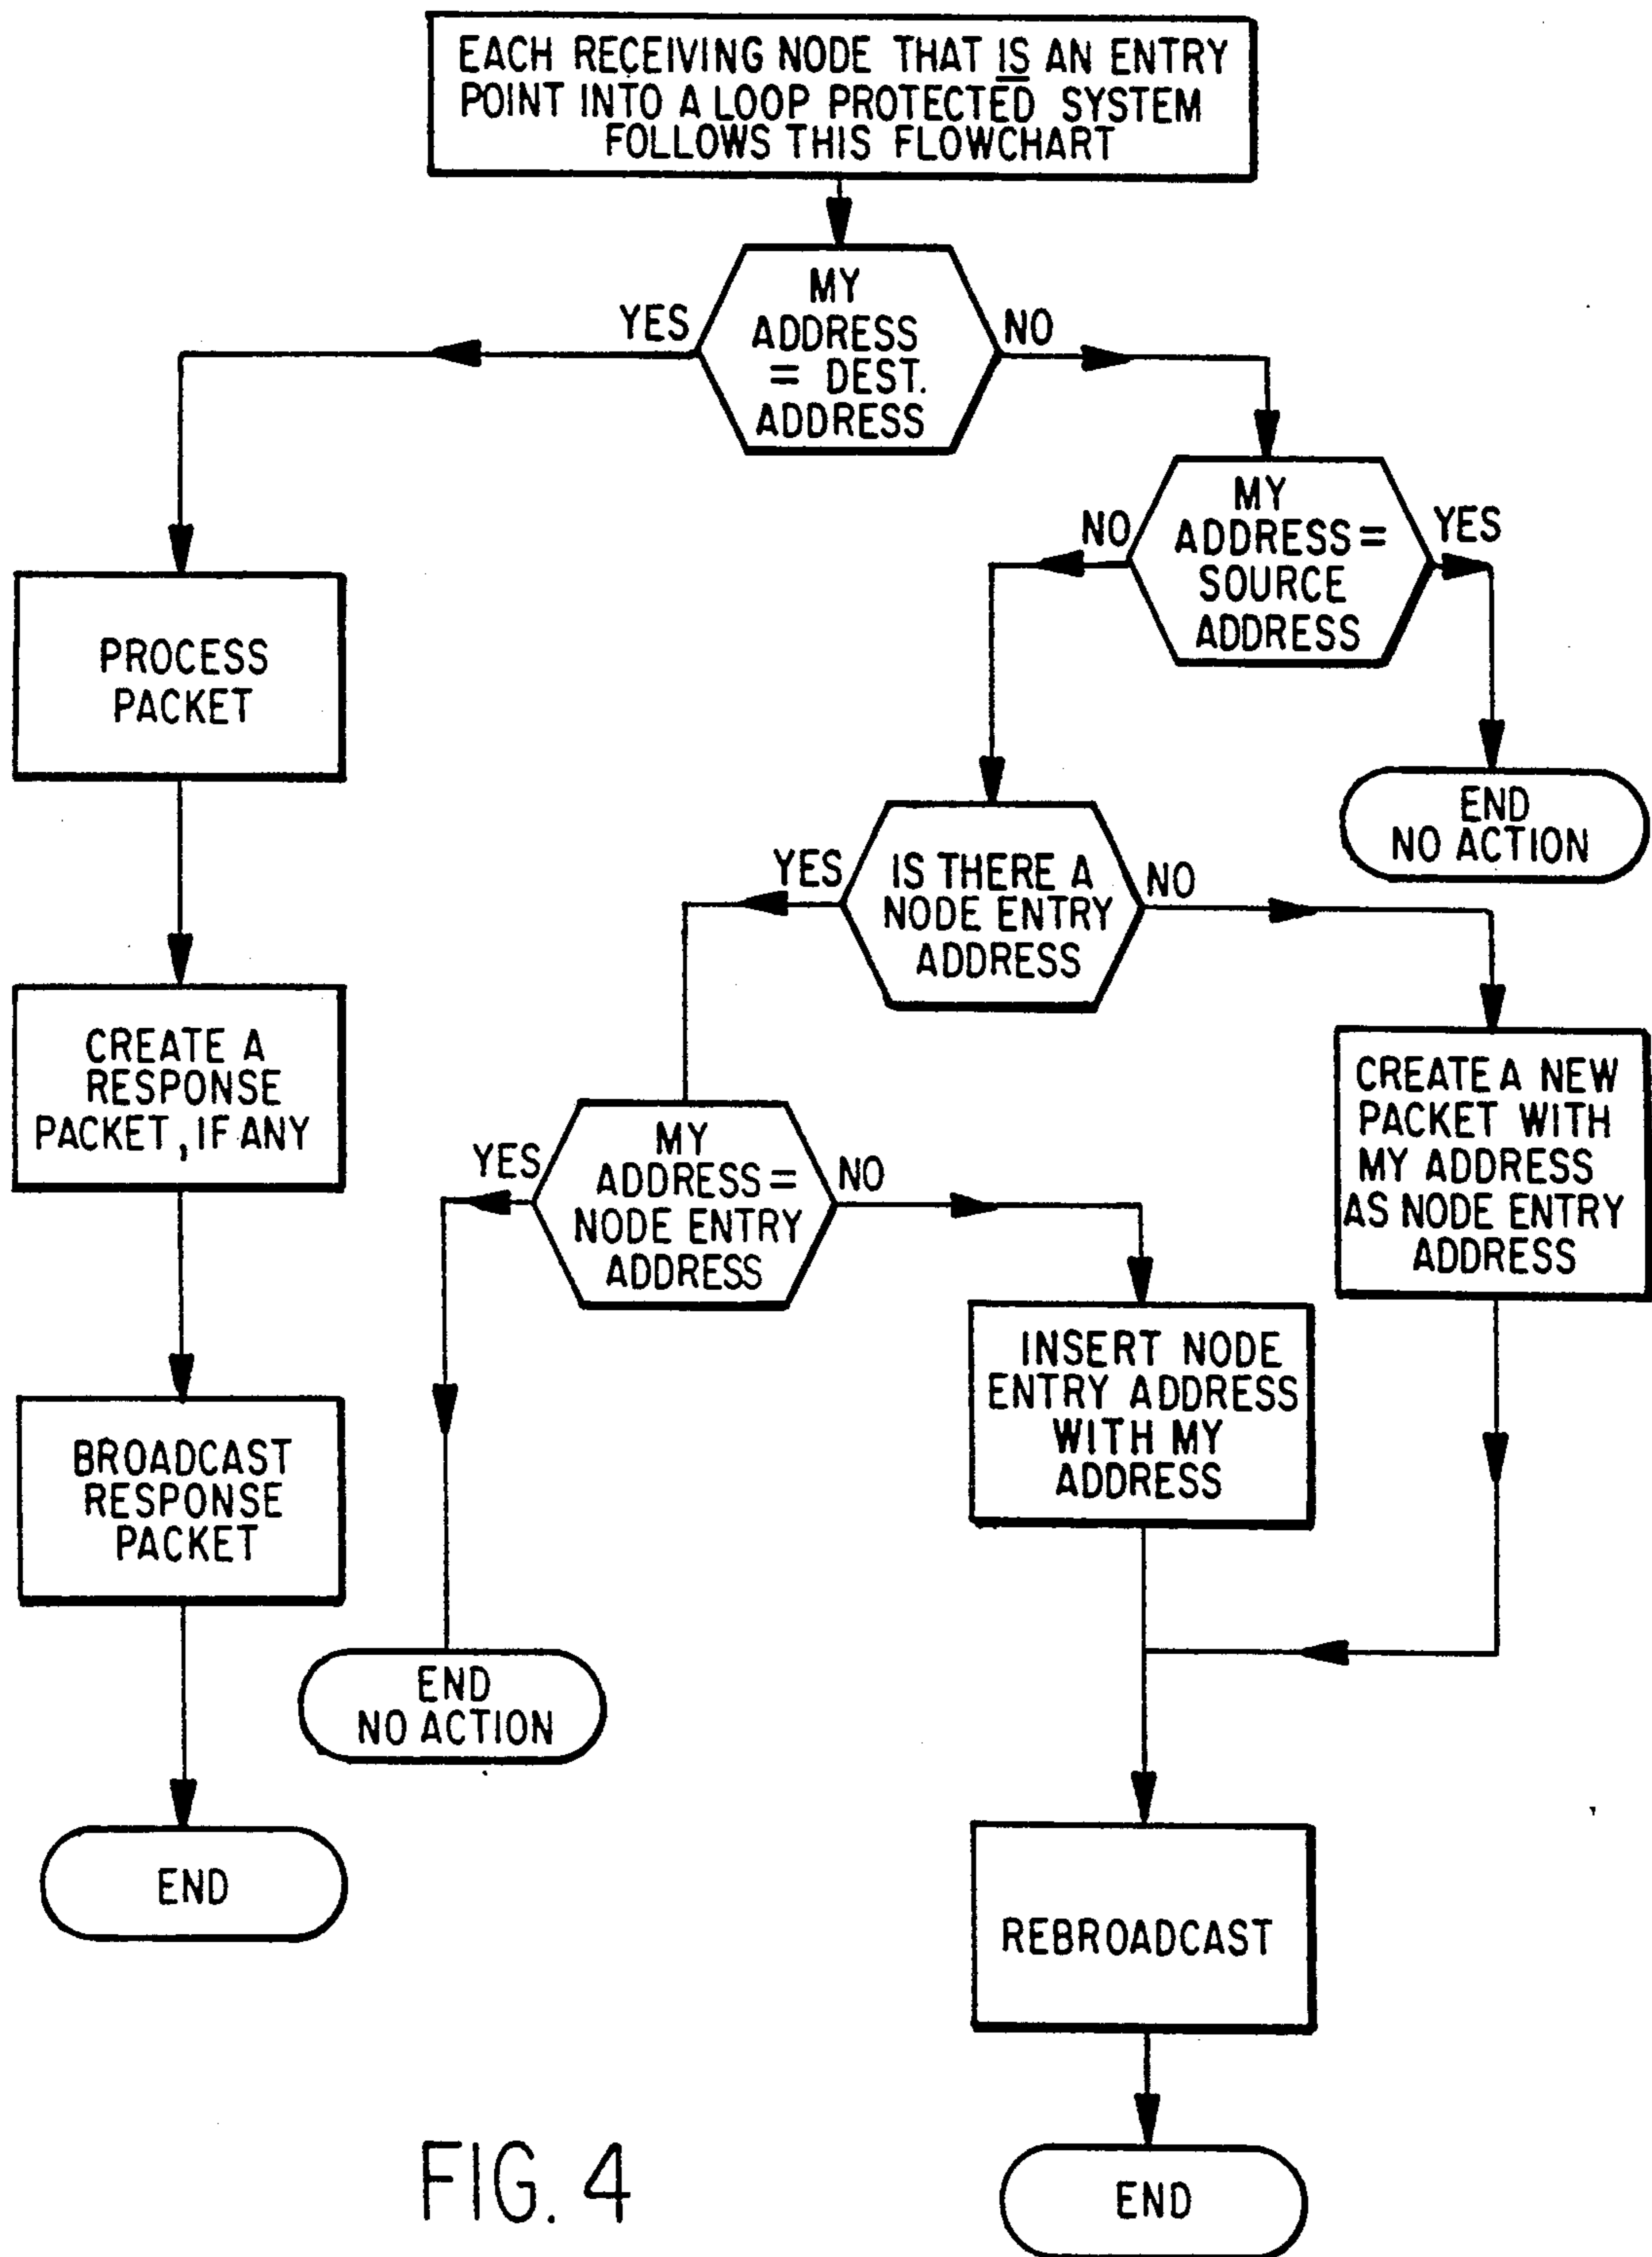 EACH RECEIVING NODE THAT IS AN ENTRY
POINT INTO A LOOP PROTECTED SYSTEM
FOLLOWS THIS FLOWCHART
MY
ADDRESS
= DEST.
ADDRESS
YES
NO
MY
ADDRESS =
SOURCE
ADDRESS
NO
YES
PROCESS
PACKET
END
NO ACTION
IS THERE A
NODE ENTRY
ADDRESS
YES
NO
CREATE A
RESPONSE
PACKET, IF ANY
CREATE A NEW
PACKET WITH
MY ADDRESS
AS NODE ENTRY
ADDRESS
MY
ADDRESS =
NODE ENTRY
ADDRESS
YES
NO
INSERT NODE
ENTRY ADDRESS
WITH MY
ADDRESS
BROADCAST
RESPONSE
PACKET
END
NO ACTION
END
REBROADCAST
END
FIG. 4